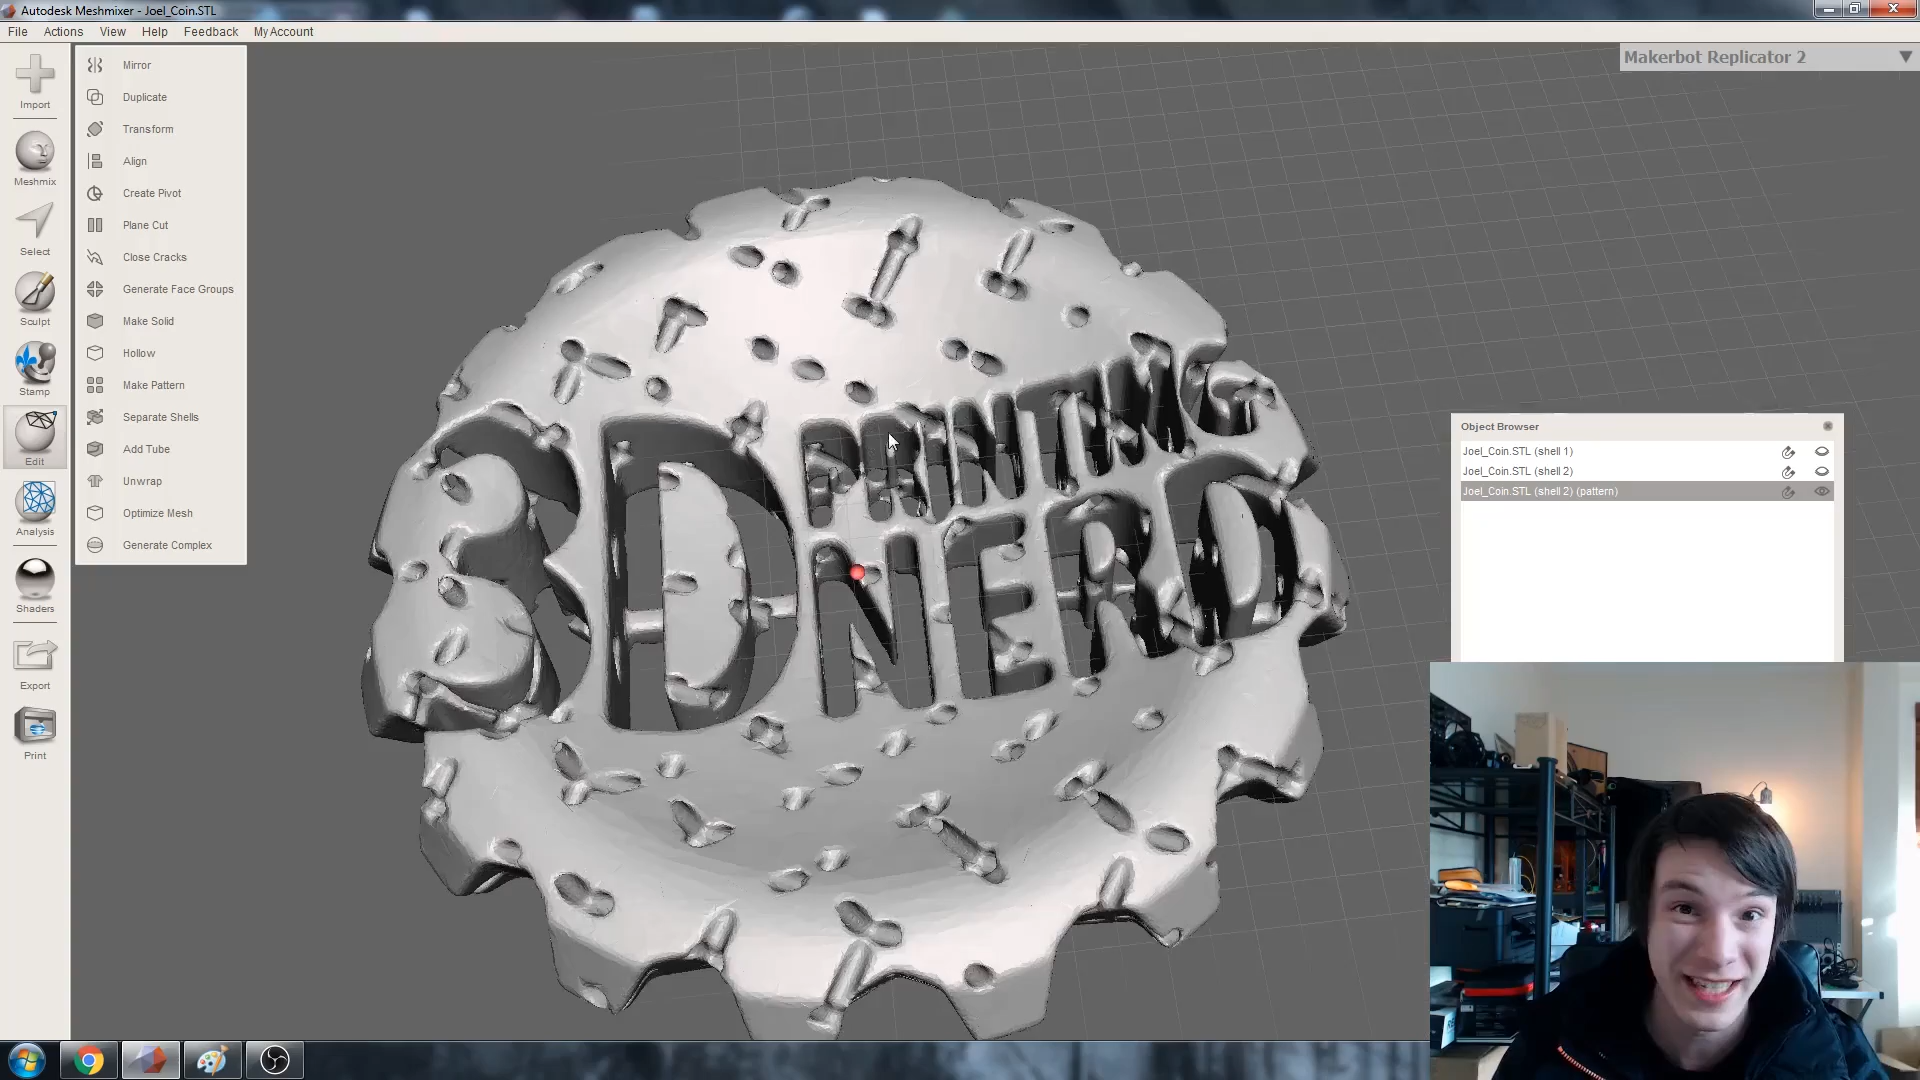 Autodesk Meshmixer - Joel_Coin.STL
File Actions View Help Feedback My Account
Import
Meshmix
Select
Sculpt
Stamp
Edit
Analysis
Shaders
Export
Print
Mirror
Duplicate
Transform
Align
Create Pivot
Plane Cut
Close Cracks
Generate Face Groups
Make Solid
Hollow
Make Pattern
Separate Shells
Add Tube
Unwrap
Optimize Mesh
Generate Complex
3D PRINTING
NERD
Makerbot Replicator 2
Object Browser
Joel_Coin.STL (shell 1)
Joel_Coin.STL (shell 2)
Joel_Coin.STL (shell 2) (pattern)